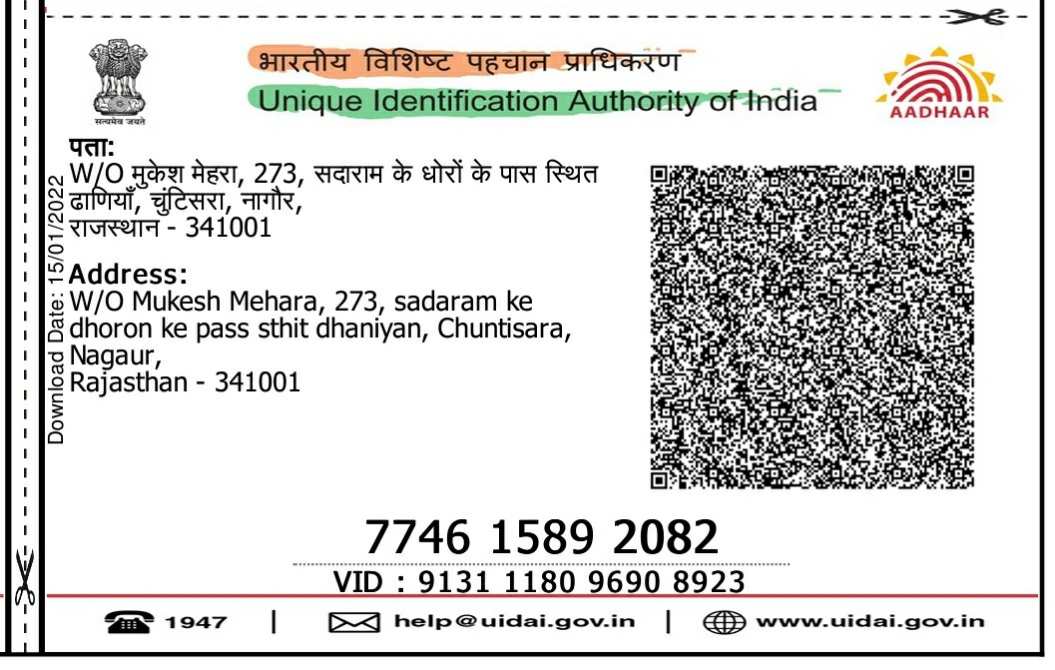 भारतीय विशिष्ट पहचान प्राधिकरण
Unique Identification Authority of India
सत्यमेव जयते
AADHAAR
पता:
W/O मुकेश मेहरा, 273, सदाराम के धोरों के पास स्थित
ढाणियाँ, चुंटिसरा, नागौर,
राजस्थान - 341001
Address:
W/O Mukesh Mehara, 273, sadaram ke
dhoron ke pass sthit dhaniyan, Chuntisara,
Nagaur,
Rajasthan - 341001
Download Date: 15/01/2022
7746 1589 2082
VID : 9131 1180 9690 8923
1947 | help@uidai.gov.in | www.uidai.gov.in